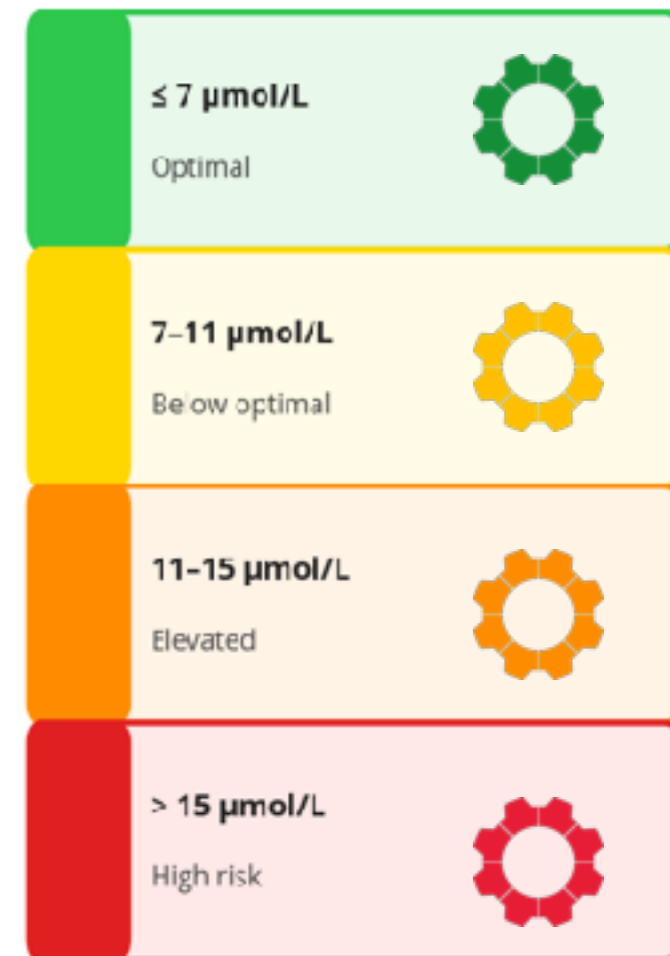 ≤ 7 µmol/L
Optimal
7–11 µmol/L
Below optimal
11–15 µmol/L
Elevated
> 15 µmol/L
High risk